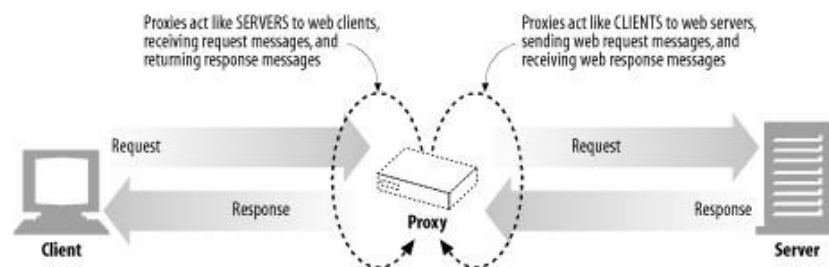 Proxies act like SERVERS to web clients,
receiving request messages, and
returning response messages
Proxies act like CLIENTS to web servers,
sending web request messages, and
receiving web response messages
Request
Request
Response
Response
Proxy
Client
Server